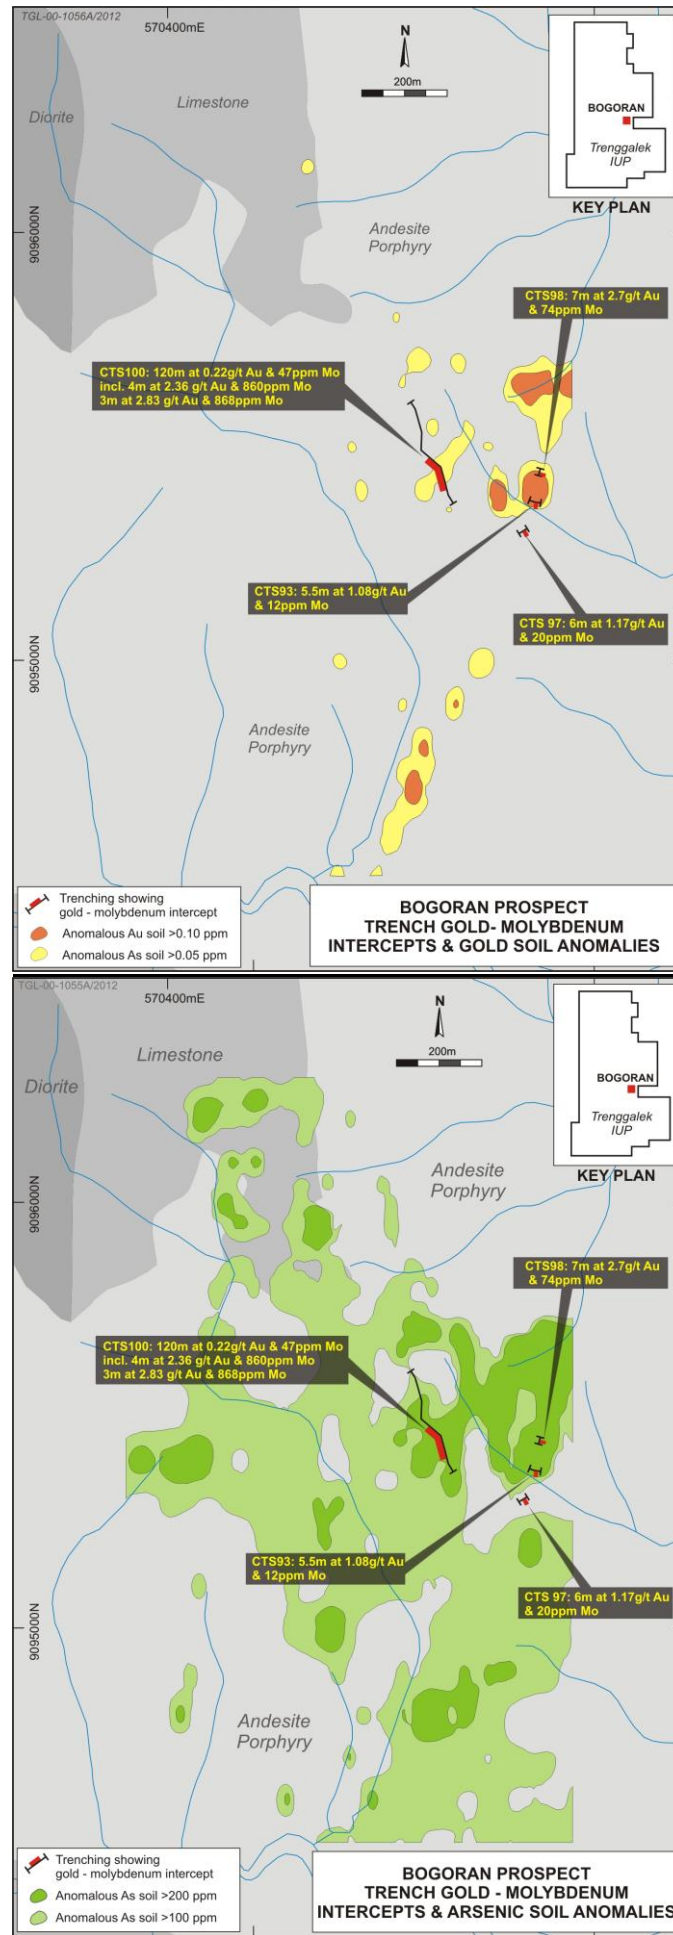 TGL-00-1056A/2012
570400mE
N
200m
BOGORAN
Trenggalek
IUP
KEY PLAN
Diorite
Limestone
Andesite
Porphyry
9096000N
CTS98: 7m at 2.7g/t Au
& 74ppm Mo
CTS100: 120m at 0.22g/t Au & 47ppm Mo
incl. 4m at 2.36 g/t Au & 860ppm Mo
3m at 2.83 g/t Au & 868ppm Mo
CTS93: 5.5m at 1.08g/t Au
& 12ppm Mo
CTS 97: 6m at 1.17g/t Au
& 20ppm Mo
9095000N
Andesite
Porphyry
Trenching showing
gold - molybdenum intercept
Anomalous Au soil >0.10 ppm
Anomalous As soil >0.05 ppm
BOGORAN PROSPECT
TRENCH GOLD- MOLYBDENUM
INTERCEPTS & GOLD SOIL ANOMALIES
TGL-00-1055A/2012
570400mE
N
200m
BOGORAN
Trenggalek
IUP
KEY PLAN
Limestone
Diorite
Andesite
Porphyry
9096000N
CTS98: 7m at 2.7g/t Au
& 74ppm Mo
CTS100: 120m at 0.22g/t Au & 47ppm Mo
incl. 4m at 2.36 g/t Au & 860ppm Mo
3m at 2.83 g/t Au & 868ppm Mo
CTS93: 5.5m at 1.08g/t Au
& 12ppm Mo
CTS 97: 6m at 1.17g/t Au
& 20ppm Mo
9095000N
Andesite
Porphyry
Trenching showing
gold - molybdenum intercept
Anomalous As soil >200 ppm
Anomalous As soil >100 ppm
BOGORAN PROSPECT
TRENCH GOLD - MOLYBDENUM
INTERCEPTS & ARSENIC SOIL ANOMALIES